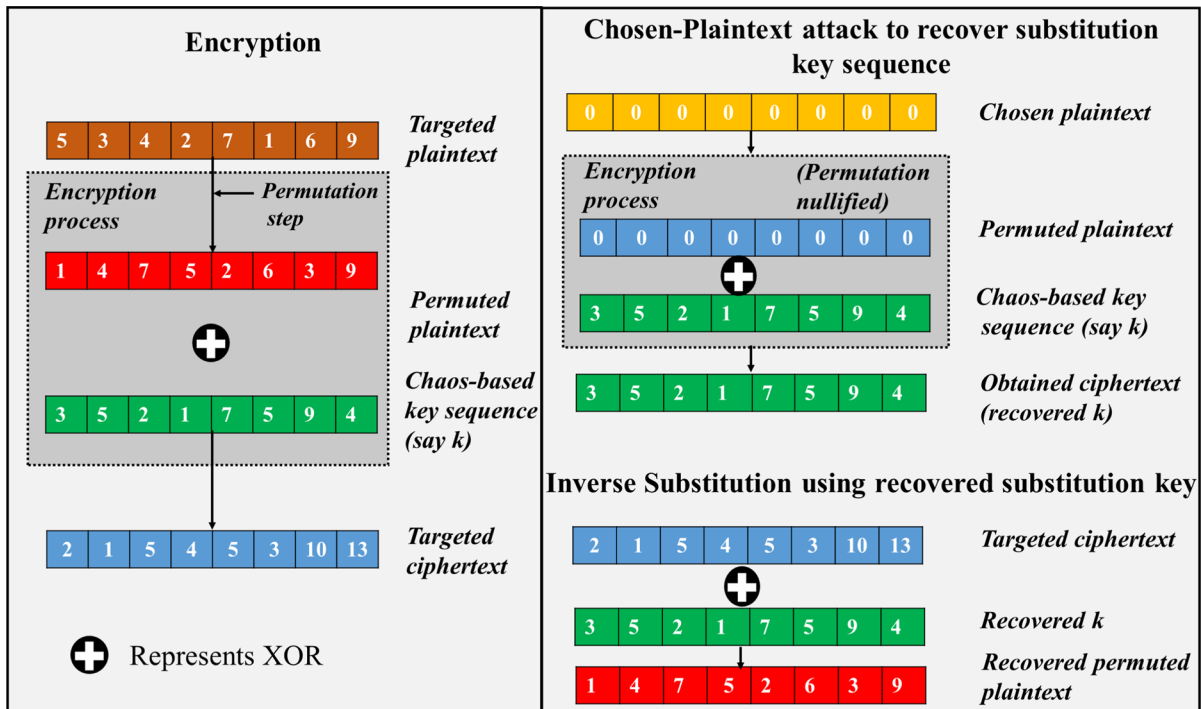 Encryption
5 3 4 2 7 1 6 9
Targeted
plaintext
Encryption
process
Permutation
step
1 4 7 5 2 6 3 9
Permuted
plaintext
3 5 2 1 7 5 9 4
Chaos-based
key sequence
(say k)
2 1 5 4 5 3 10 13
Targeted
ciphertext
Represents XOR
Chosen-Plaintext attack to recover substitution
key sequence
0 0 0 0 0 0 0 0
Chosen plaintext
Encryption
process
(Permutation
nullified)
0 0 0 0 0 0 0 0
Permuted plaintext
3 5 2 1 7 5 9 4
Chaos-based key
sequence (say k)
3 5 2 1 7 5 9 4
Obtained ciphertext
(recovered k)
Inverse Substitution using recovered substitution key
2 1 5 4 5 3 10 13
Targeted ciphertext
3 5 2 1 7 5 9 4
Recovered k
1 4 7 5 2 6 3 9
Recovered permuted
plaintext